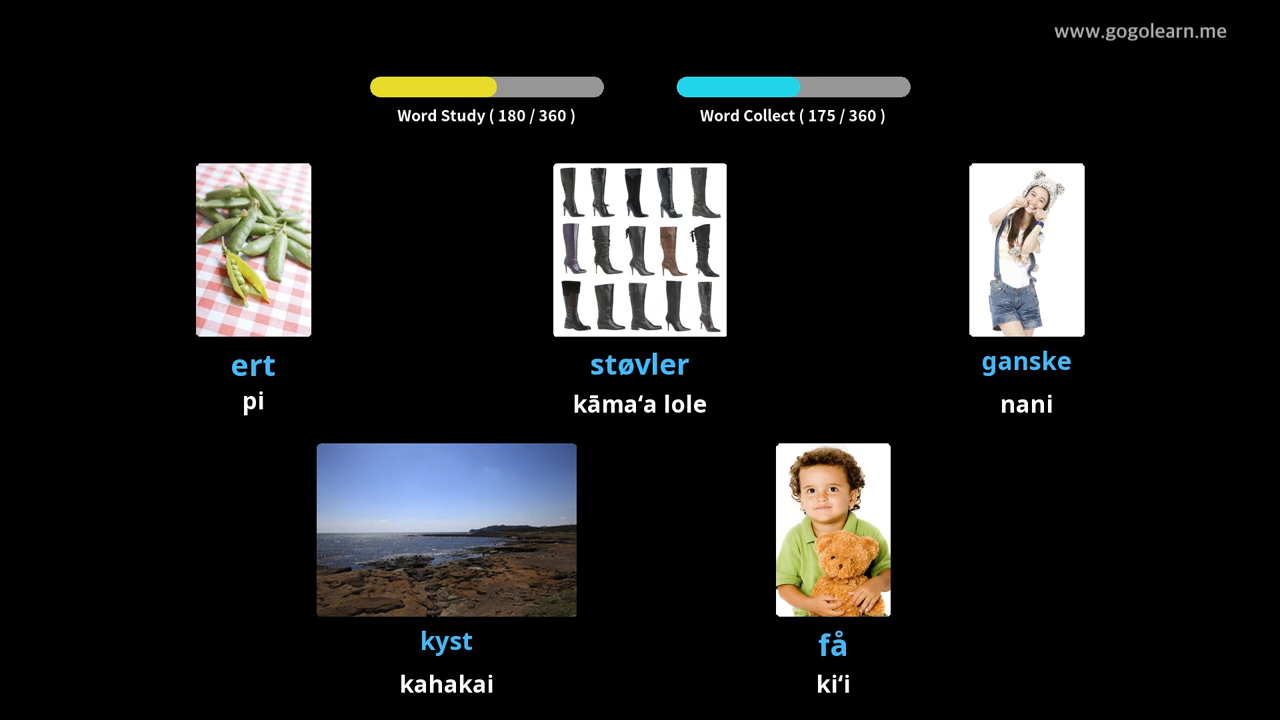 www.gogolearn.me
Word Study ( 180 / 360 )
Word Collect ( 175 / 360 )
ert
pi
støvler
kāmaʻa lole
ganske
nani
kyst
kahakai
få
kiʻi